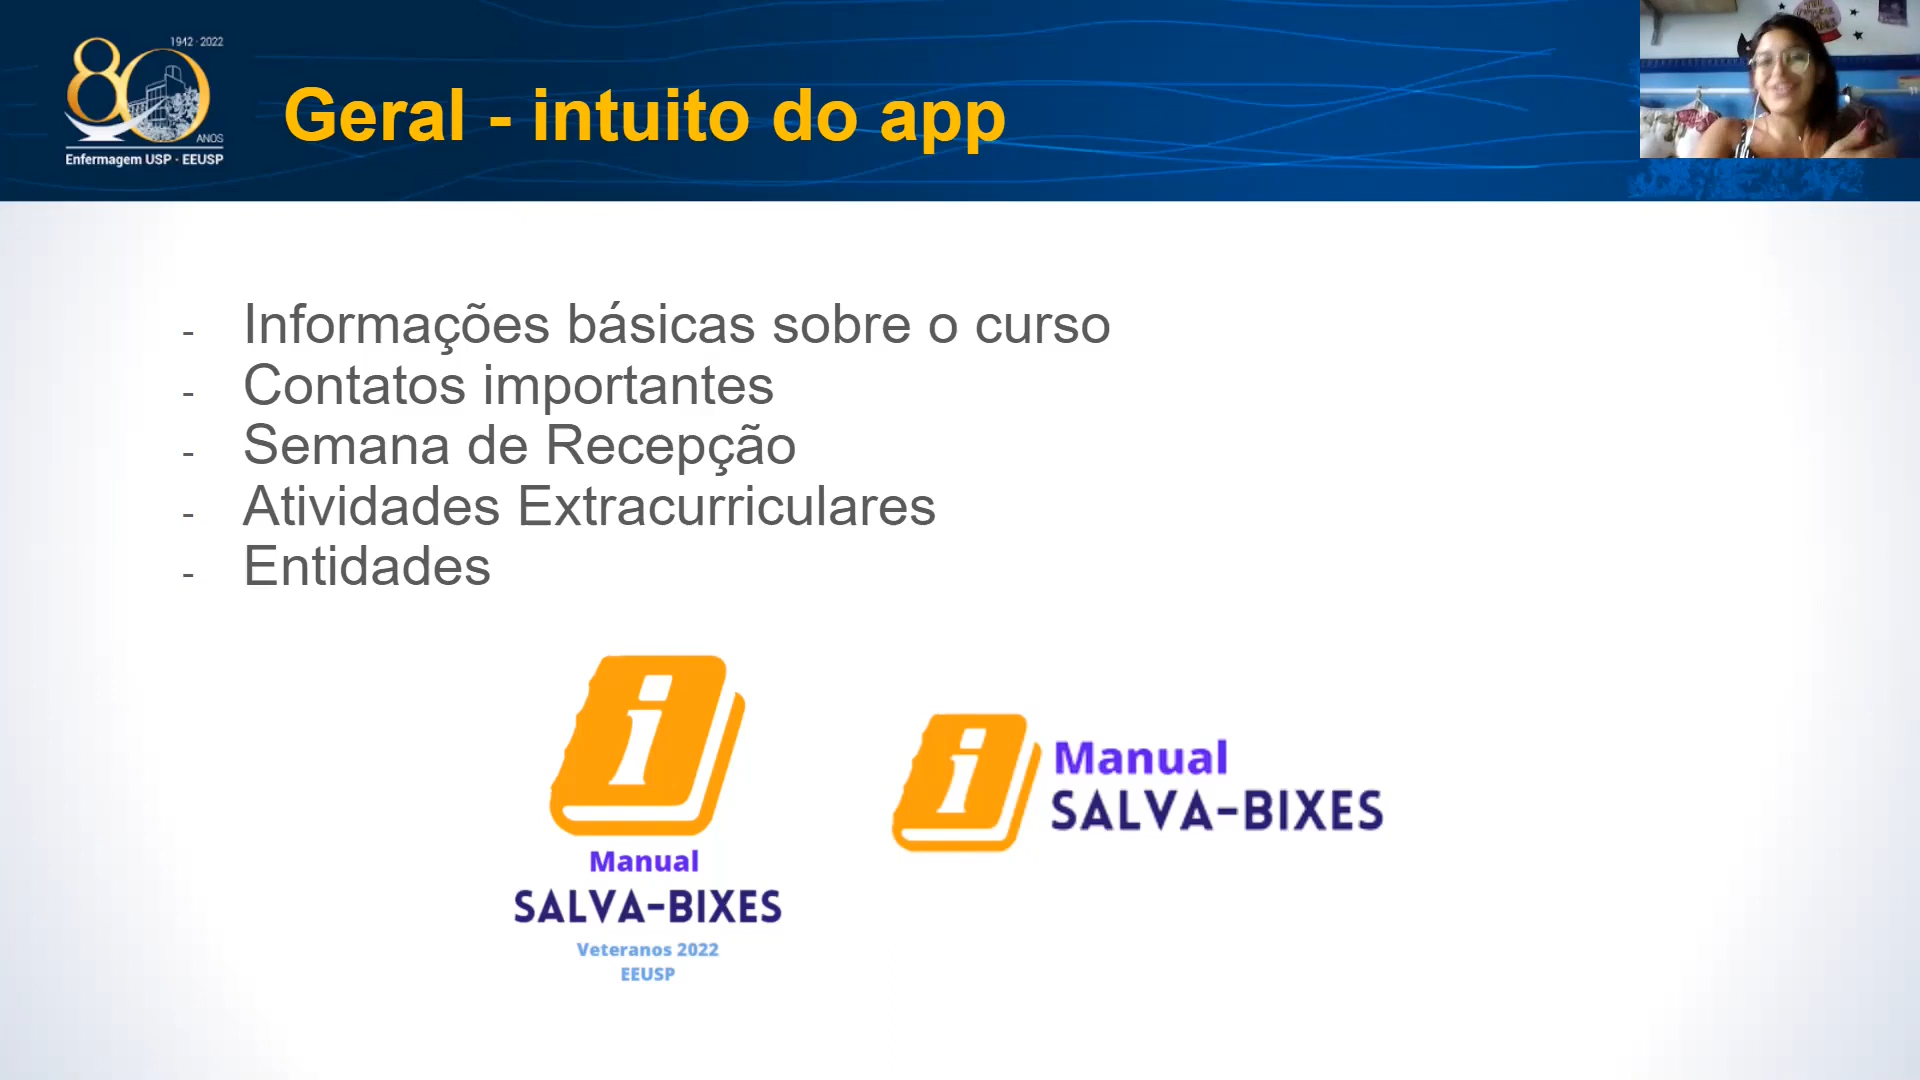 1942 · 2022
80
ANOS
Enfermagem USP · EEUSP
Geral - intuito do app
- Informações básicas sobre o curso
- Contatos importantes
- Semana de Recepção
- Atividades Extracurriculares
- Entidades
i
Manual
SALVA-BIXES
Veteranos 2022
EEUSP
i
Manual
SALVA-BIXES